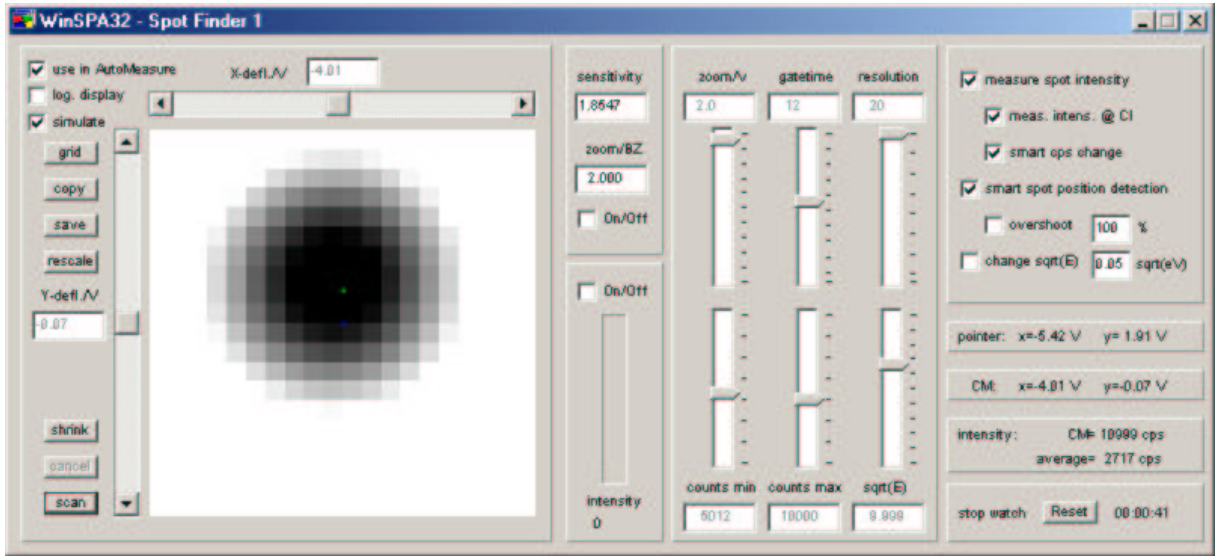 WinSPA32 - Spot Finder 1
use in AutoMeasure
X-defl./V
-4.01
log. display
simulate
grid
copy
save
rescale
Y-defl./V
-0.07
shrink
cancel
scan
sensitivity
1.8547
zoom/BZ
2.000
On/Off
On/Off
intensity
0
zoom/V
gatetime
resolution
2.0
12
20
counts min
counts max
sqrt(E)
5012
10000
9.998
measure spot intensity
meas. intens. @ CI
smart cps change
smart spot position detection
overshoot
100
%
change sqrt(E)
0.05
sqrt(eV)
pointer: x=-5.42 V y= 1.91 V
CM: x=-4.01 V y=-0.07 V
intensity: CM= 10999 cps
average= 2717 cps
stop watch
Reset
00:00:41